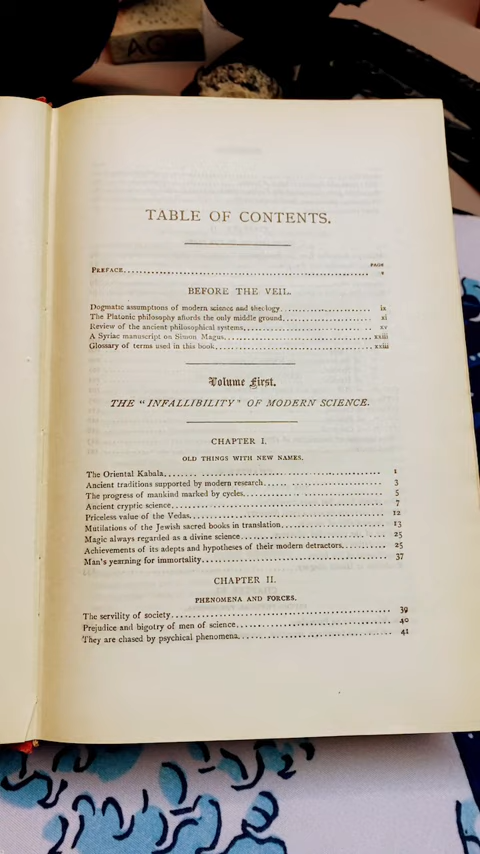 AC
TABLE OF CONTENTS.
PAGE
PREFACE........................................................................ v
BEFORE THE VEIL.
Dogmatic assumptions of modern science and theology............................ ix
The Platonic philosophy affords the only middle ground......................... xi
Review of the ancient philosophical systems.................................... xv
A Syriac manuscript on Simon Magus............................................. xxiii
Glossary of terms used in this book............................................ xxiii
Volume First.
THE "INFALLIBILITY" OF MODERN SCIENCE.
CHAPTER I.
OLD THINGS WITH NEW NAMES.
The Oriental Kabala............................................................ 1
Ancient traditions supported by modern research................................ 3
The progress of mankind marked by cycles....................................... 5
Ancient cryptic science........................................................ 7
Priceless value of the Vedas................................................... 12
Mutilations of the Jewish sacred books in translation.......................... 13
Magic always regarded as a divine science...................................... 25
Achievements of its adepts and hypotheses of their modern detractors........... 25
Man's yearning for immortality................................................. 37
CHAPTER II.
PHENOMENA AND FORCES.
The servility of society....................................................... 39
Prejudice and bigotry of men of science........................................ 40
They are chased by psychical phenomena......................................... 41